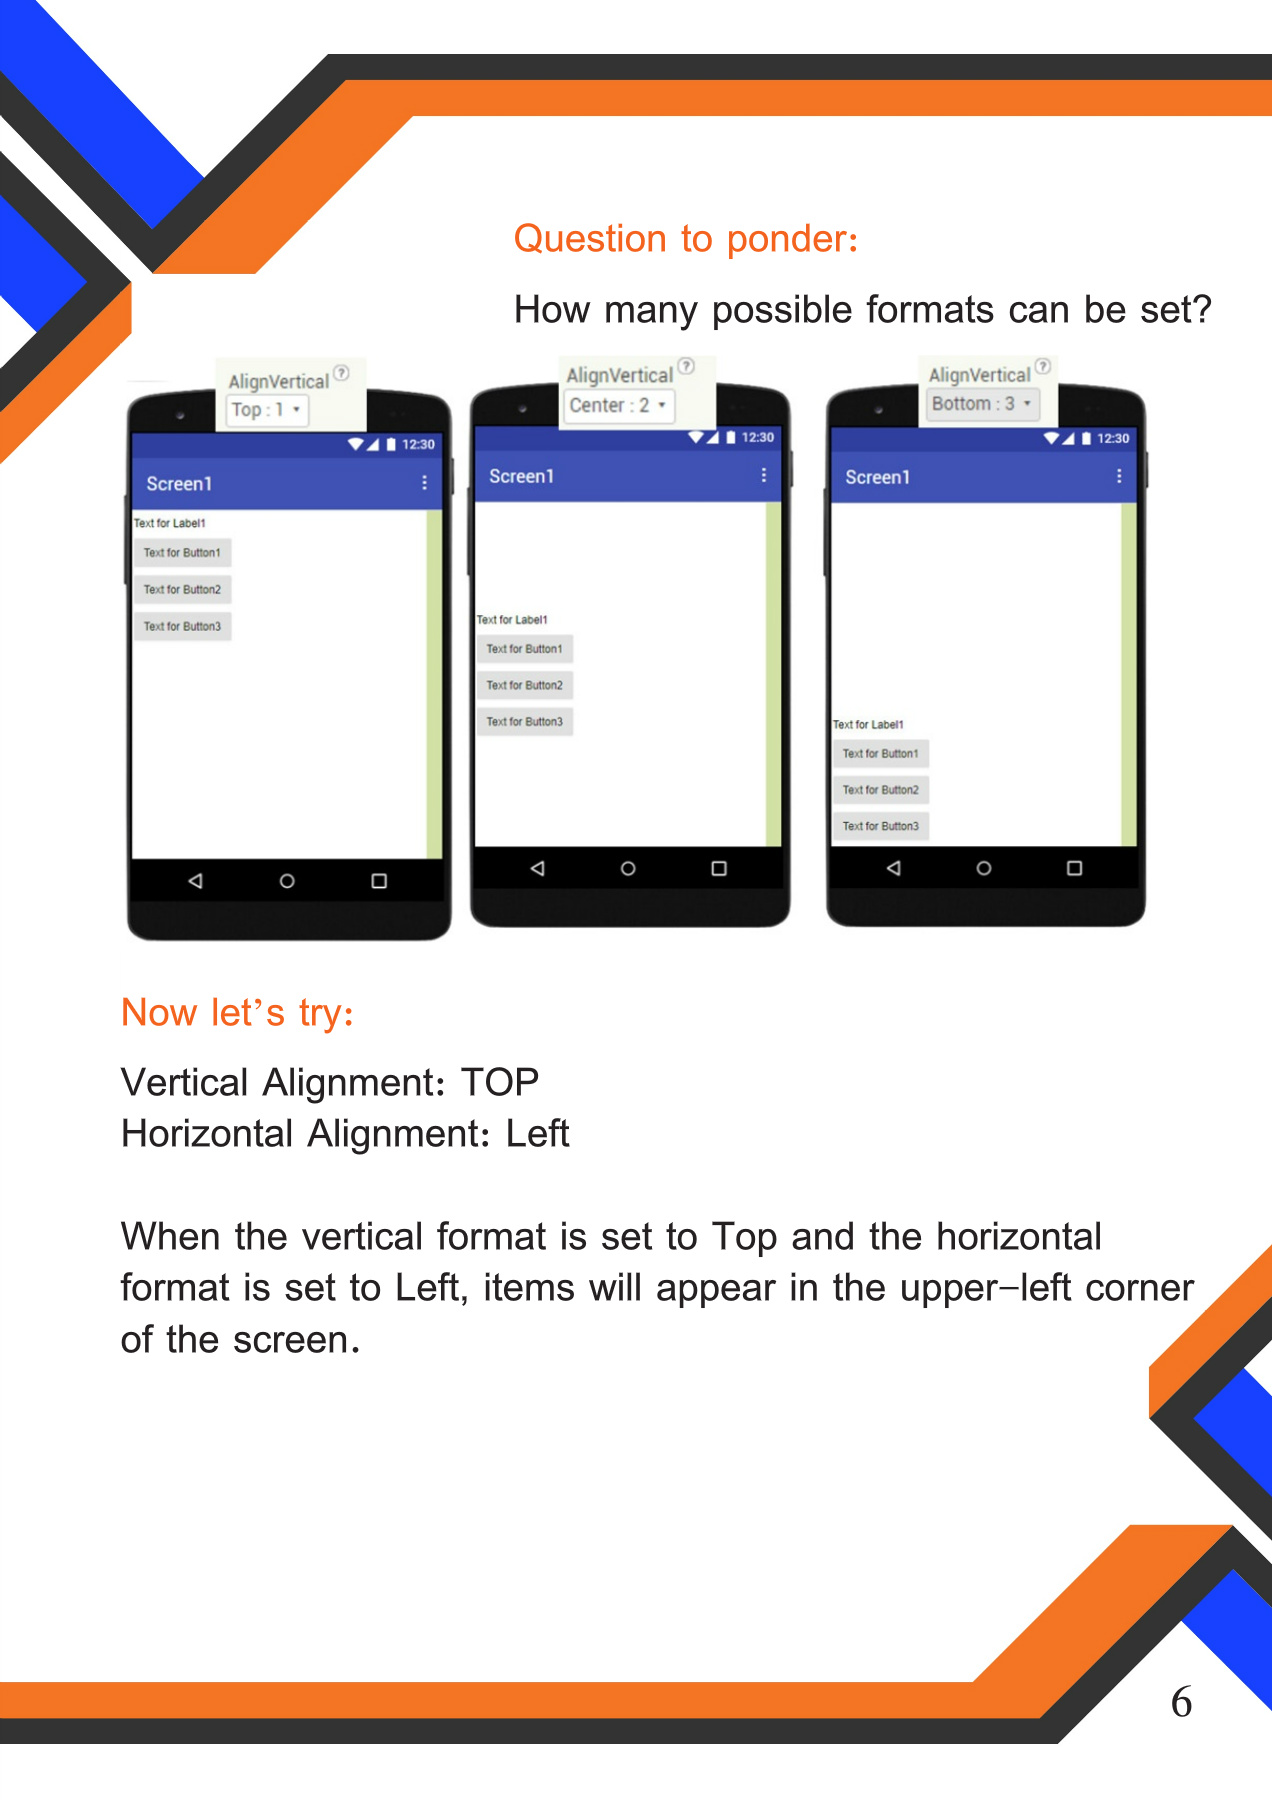 Question to ponder:
How many possible formats can be set?
AlignVertical ?
Top : 1
12:30
Screen1
Text for Label1
Text for Button1
Text for Button2
Text for Button3
AlignVertical ?
Center : 2
12:30
Screen1
Text for Label1
Text for Button1
Text for Button2
Text for Button3
AlignVertical ?
Bottom : 3
12:30
Screen1
Text for Label1
Text for Button1
Text for Button2
Text for Button3
Now let’s try:
Vertical Alignment: TOP
Horizontal Alignment: Left
When the vertical format is set to Top and the horizontal
format is set to Left, items will appear in the upper–left corner
of the screen.
6